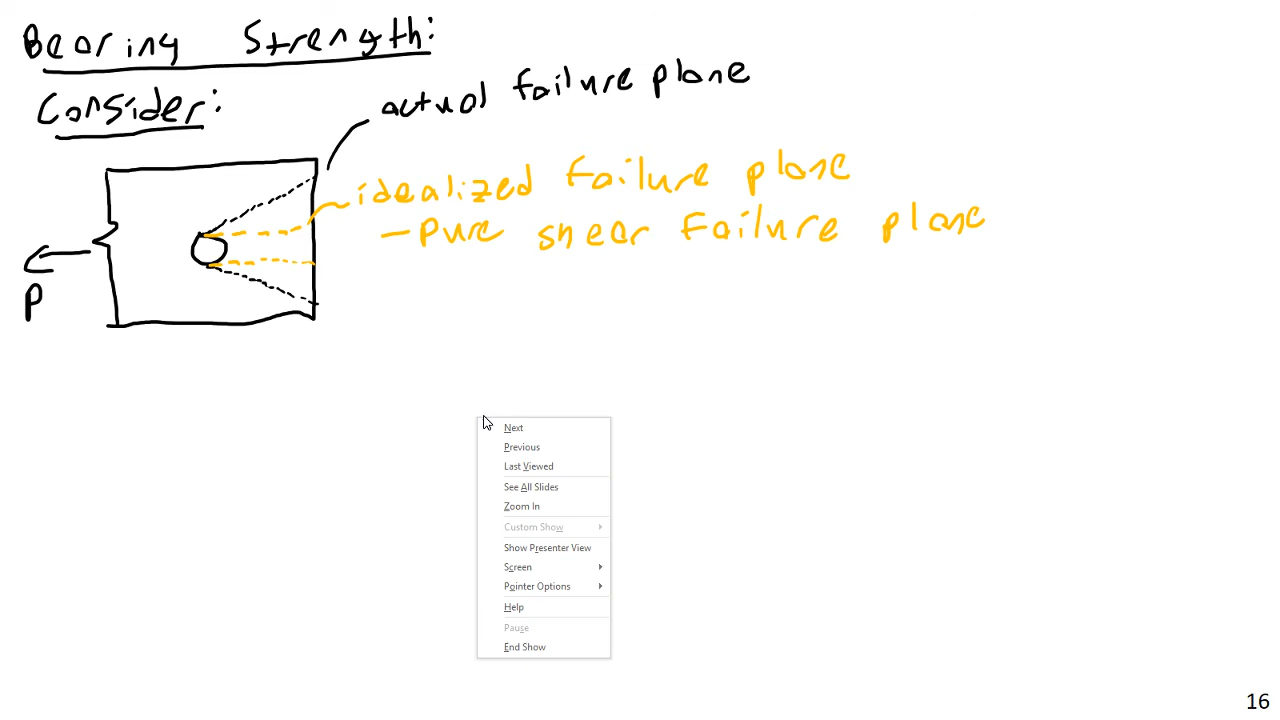 Bearing Strength:
Consider:
actual failure plane
idealized failure plane
- Pure shear Failure plane
P
Next
Previous
Last Viewed
See All Slides
Zoom In
Custom Show
Show Presenter View
Screen
Pointer Options
Help
Pause
End Show
16